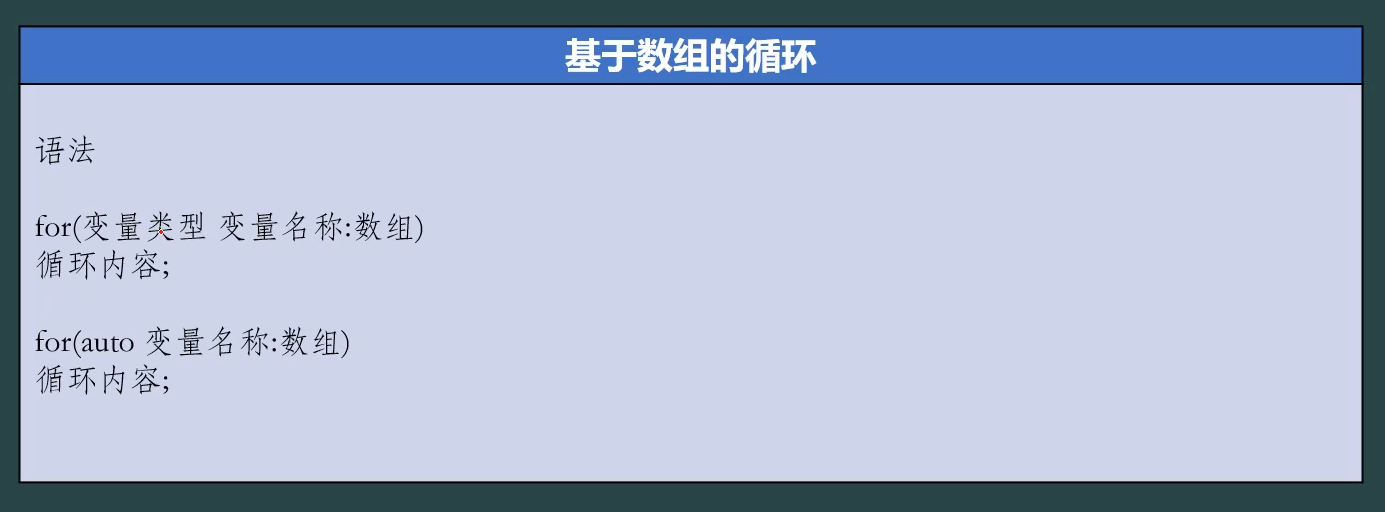 基于数组的循环
语法
for(变量类型 变量名称:数组)
循环内容;
for(auto 变量名称:数组)
循环内容;